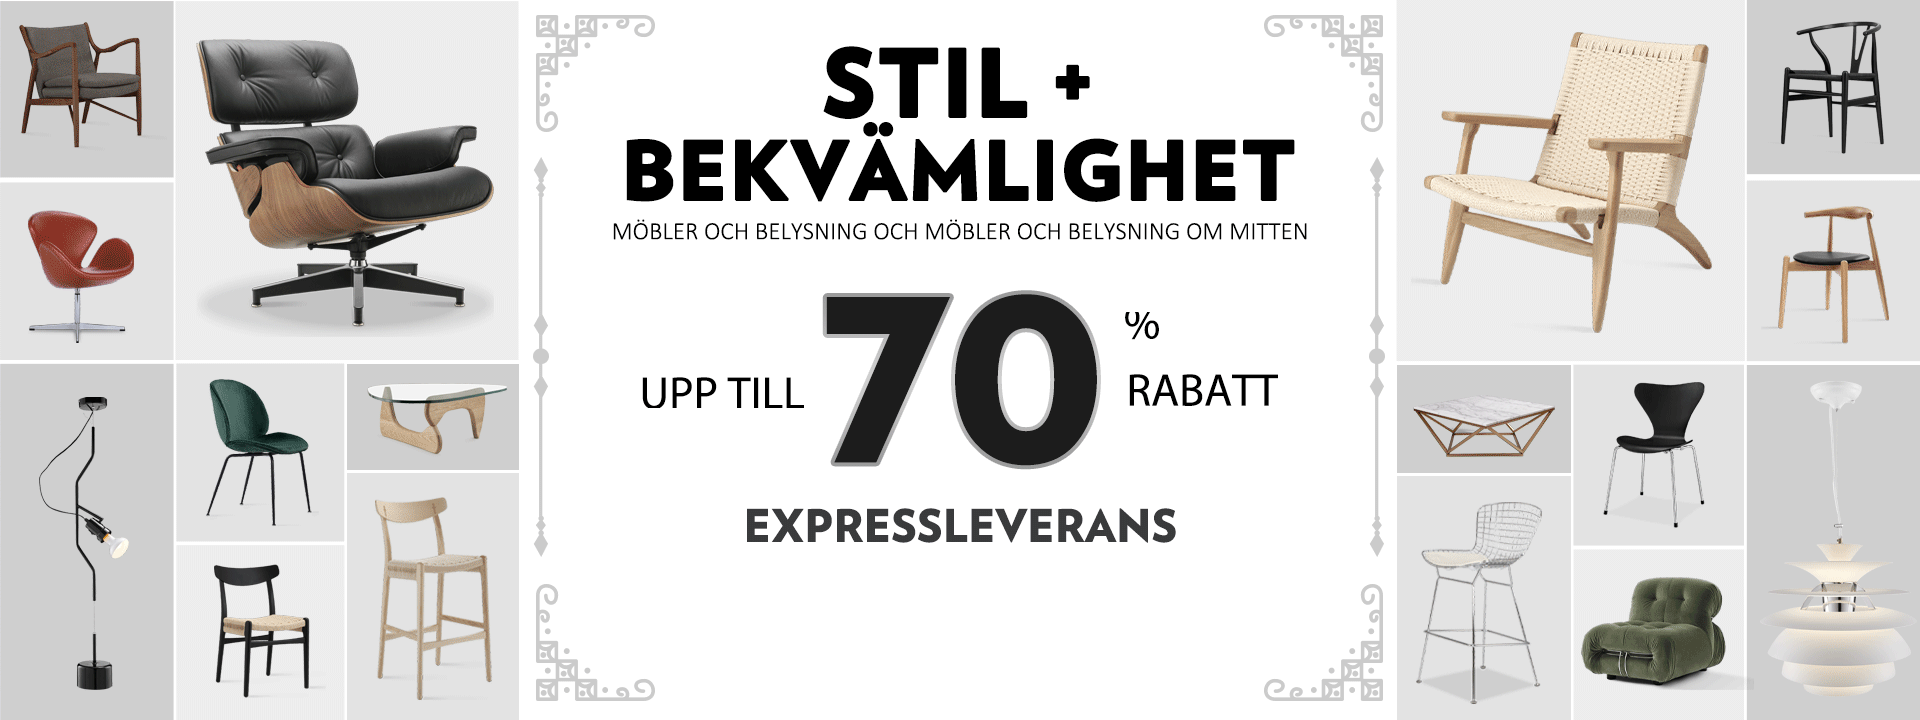 STIL +
BEKVÄMLIGHET
MÖBLER OCH BELYSNING OCH MÖBLER OCH BELYSNING OM MITTEN
UPP TILL 70 % RABATT
EXPRESSLEVERANS